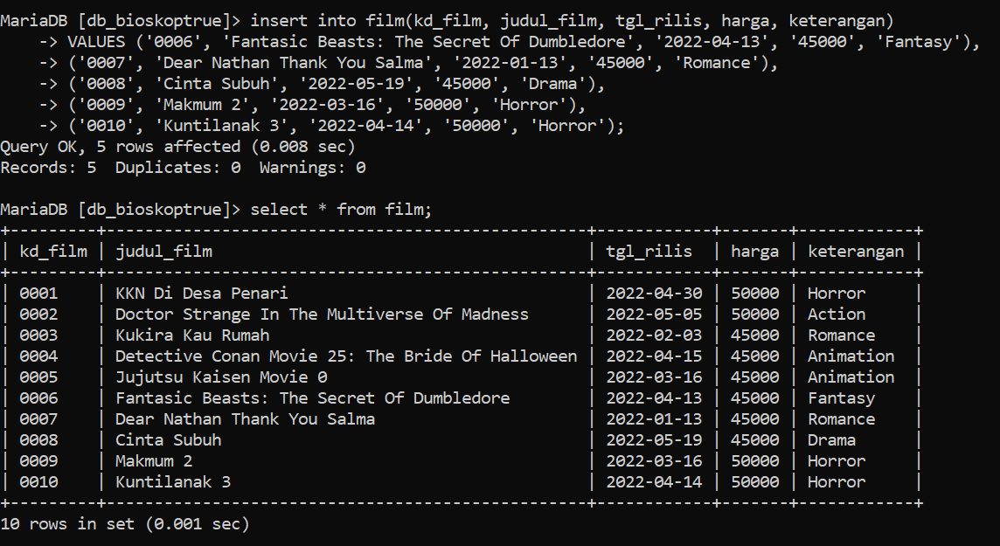 MariaDB [db_bioskoptrue]> insert into film(kd_film, judul_film, tgl_rilis, harga, keterangan)
    -> VALUES ('0006', 'Fantasic Beasts: The Secret Of Dumbledore', '2022-04-13', '45000', 'Fantasy'),
    -> ('0007', 'Dear Nathan Thank You Salma', '2022-01-13', '45000', 'Romance'),
    -> ('0008', 'Cinta Subuh', '2022-05-19', '45000', 'Drama'),
    -> ('0009', 'Makmum 2', '2022-03-16', '50000', 'Horror'),
    -> ('0010', 'Kuntilanak 3', '2022-04-14', '50000', 'Horror');
Query OK, 5 rows affected (0.008 sec)
Records: 5  Duplicates: 0  Warnings: 0

MariaDB [db_bioskoptrue]> select * from film;
+---------+--------------------------------------------------+------------+-------+------------+
| kd_film | judul_film                                       | tgl_rilis  | harga | keterangan |
+---------+--------------------------------------------------+------------+-------+------------+
| 0001    | KKN Di Desa Penari                               | 2022-04-30 | 50000 | Horror     |
| 0002    | Doctor Strange In The Multiverse Of Madness      | 2022-05-05 | 50000 | Action     |
| 0003    | Kukira Kau Rumah                                 | 2022-02-03 | 45000 | Romance    |
| 0004    | Detective Conan Movie 25: The Bride Of Halloween | 2022-04-15 | 45000 | Animation  |
| 0005    | Jujutsu Kaisen Movie 0                           | 2022-03-16 | 45000 | Animation  |
| 0006    | Fantasic Beasts: The Secret Of Dumbledore        | 2022-04-13 | 45000 | Fantasy    |
| 0007    | Dear Nathan Thank You Salma                      | 2022-01-13 | 45000 | Romance    |
| 0008    | Cinta Subuh                                      | 2022-05-19 | 45000 | Drama      |
| 0009    | Makmum 2                                         | 2022-03-16 | 50000 | Horror     |
| 0010    | Kuntilanak 3                                     | 2022-04-14 | 50000 | Horror     |
+---------+--------------------------------------------------+------------+-------+------------+
10 rows in set (0.001 sec)